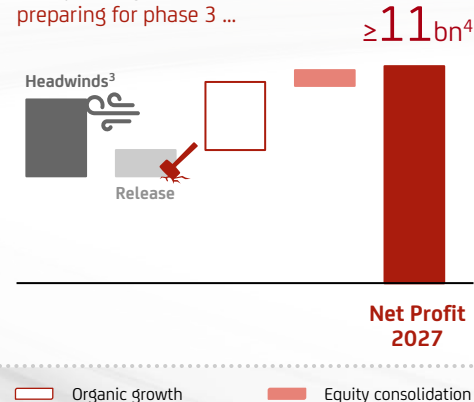 preparing for phase 3 ...
≥11bn4
Headwinds3
Release
Net Profit
2027
Organic growth
Equity consolidation